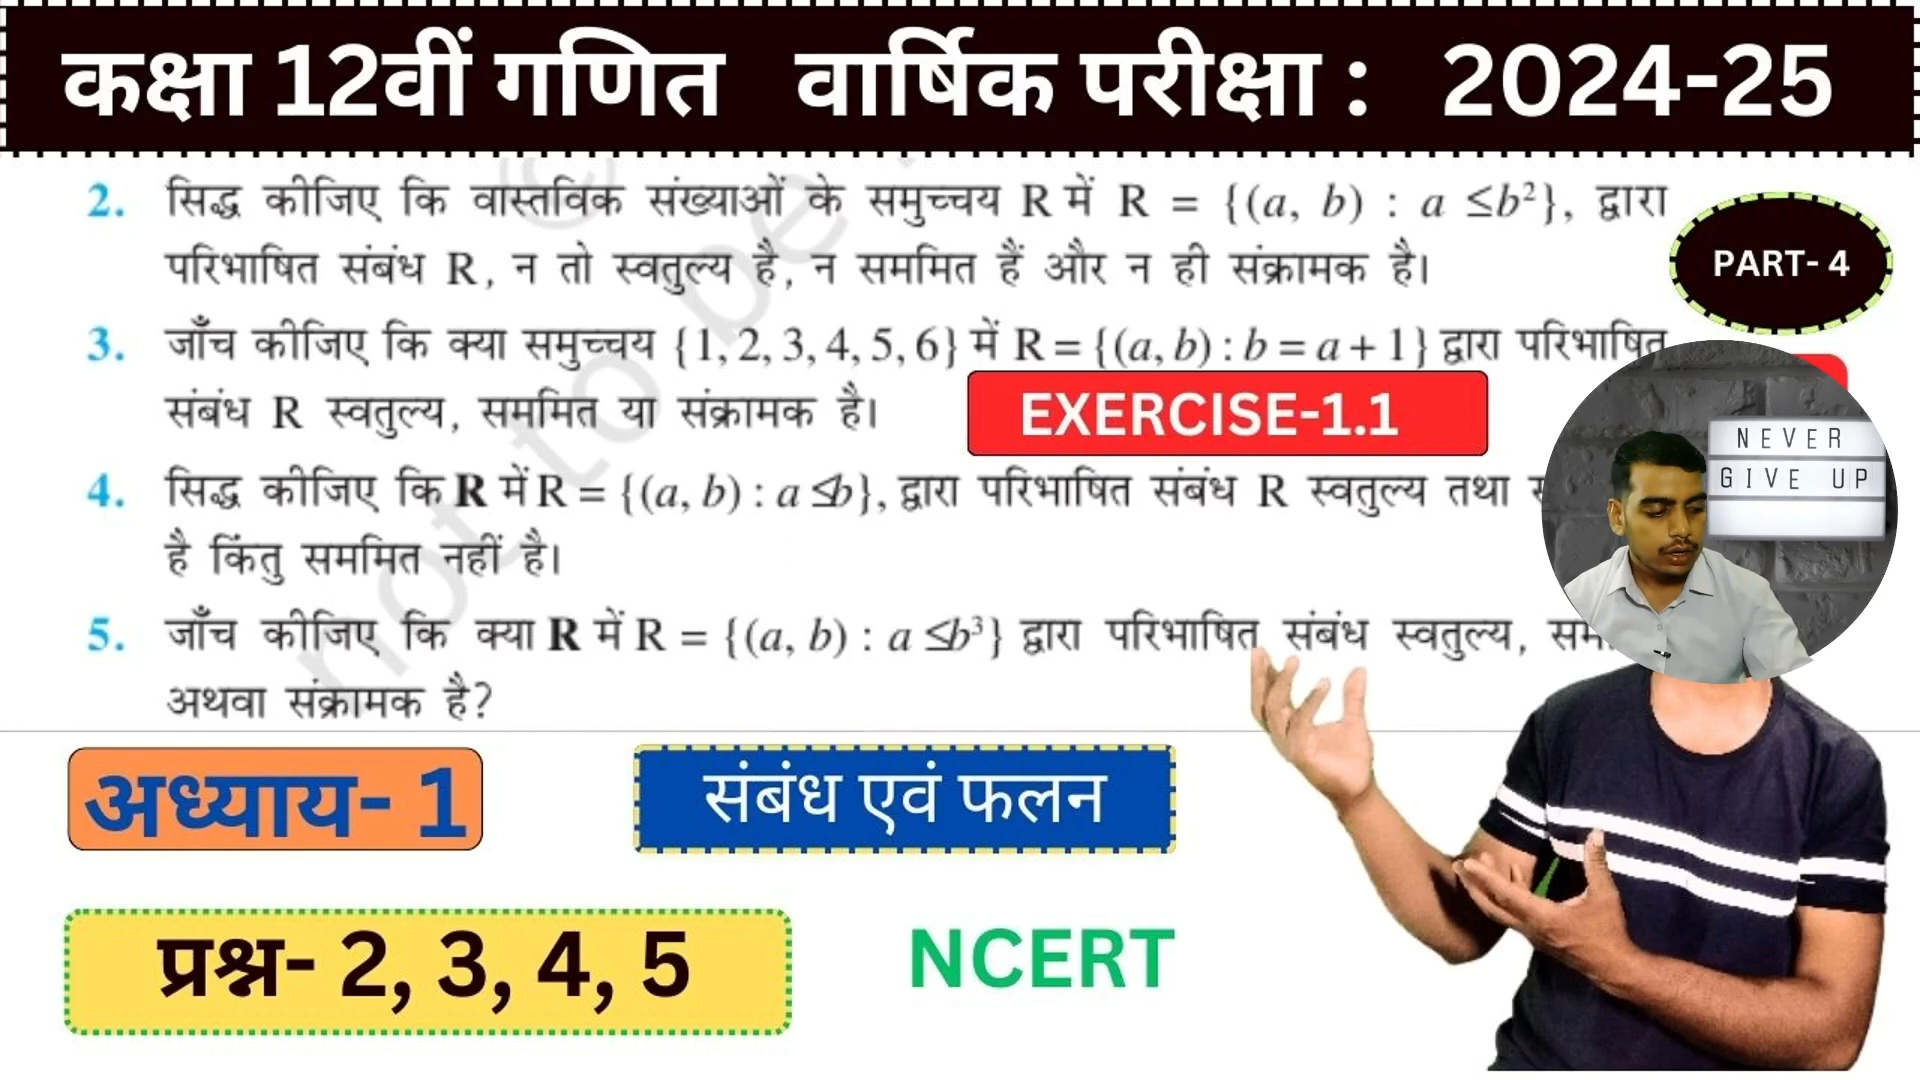 कक्षा 12वीं गणित वार्षिक परीक्षा : 2024-25
2. सिद्ध कीजिए कि वास्तविक संख्याओं के समुच्चय R में R = {(a, b) : a ≤ b²}, द्वारा
परिभाषित संबंध R, न तो स्वतुल्य है, न सममित हैं और न ही संक्रामक है।
PART- 4
3. जाँच कीजिए कि क्या समुच्चय {1, 2, 3, 4, 5, 6} में R = {(a, b) : b = a + 1} द्वारा परिभाषित
संबंध R स्वतुल्य, सममित या संक्रामक है।
EXERCISE-1.1
NEVER
GIVE UP
4. सिद्ध कीजिए कि R में R = {(a, b) : a ≤ b}, द्वारा परिभाषित संबंध R स्वतुल्य तथा
है किंतु सममित नहीं है।
5. जाँच कीजिए कि क्या R में R = {(a, b) : a ≤ b³} द्वारा परिभाषित संबंध स्वतुल्य,
अथवा संक्रामक है?
अध्याय- 1
संबंध एवं फलन
प्रश्न- 2, 3, 4, 5
NCERT
not to be